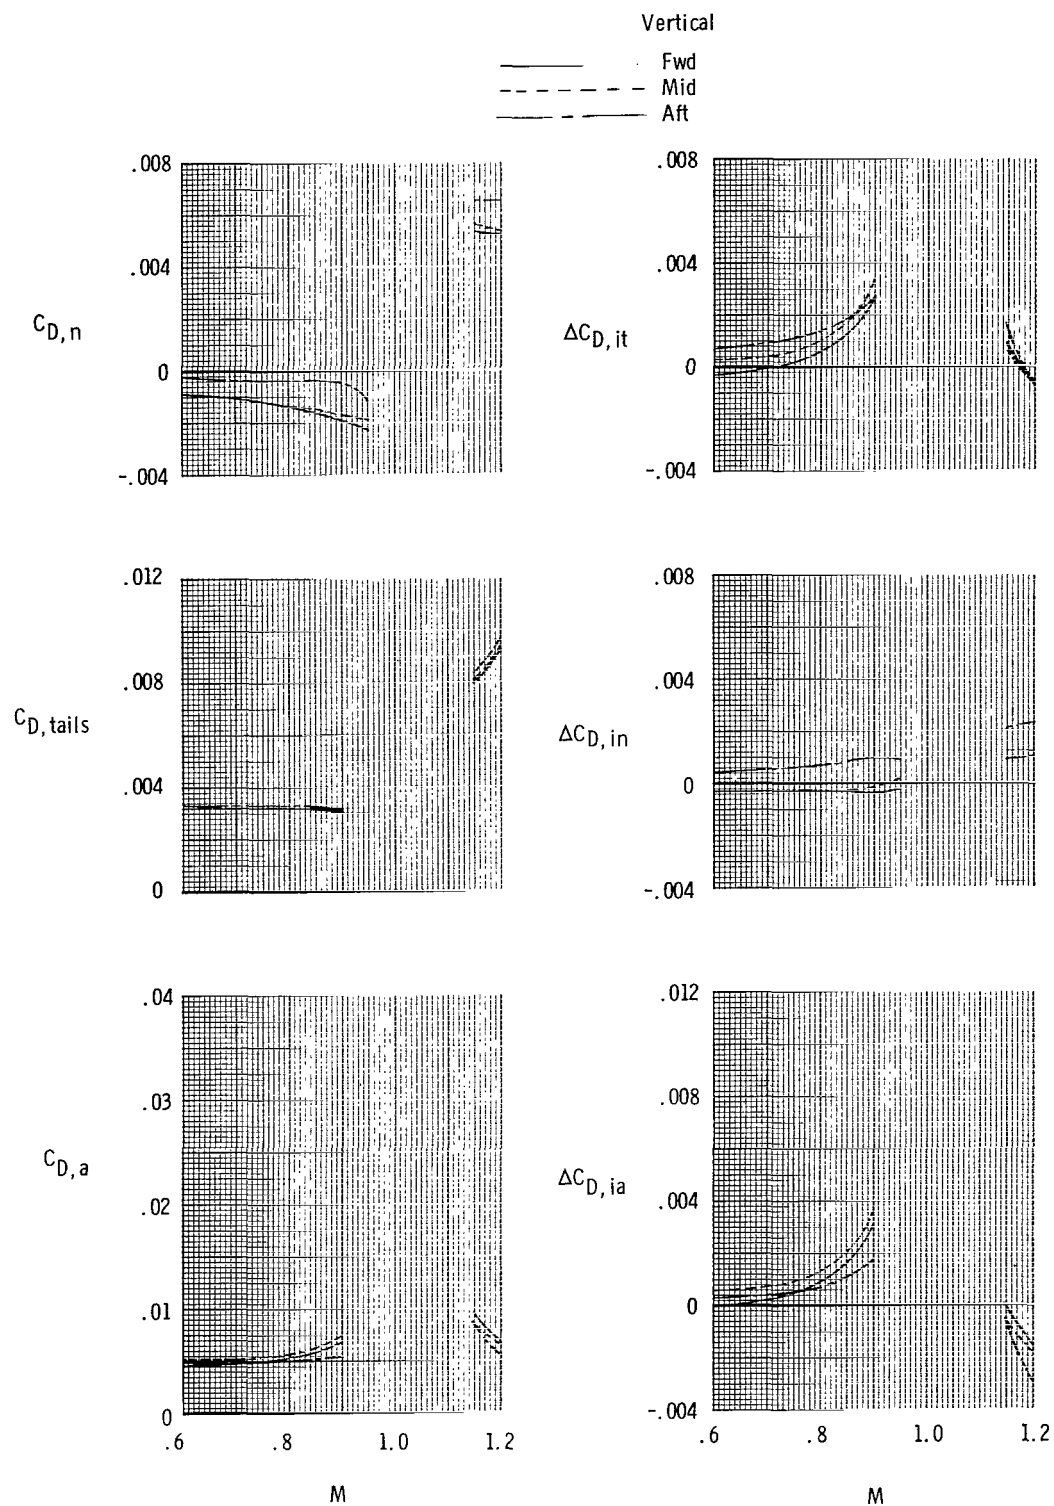 Vertical
Fwd
Mid
Aft
.008
.004
C_D,n
0
-.004
.008
.004
ΔC_D,it
0
-.004
.012
.008
C_D,tails
.004
0
.008
.004
ΔC_D,in
0
-.004
.04
.03
C_D,a
.02
.01
0
.6 .8 1.0 1.2
M
.012
.008
ΔC_D,ia
.004
0
-.004
.6 .8 1.0 1.2
M